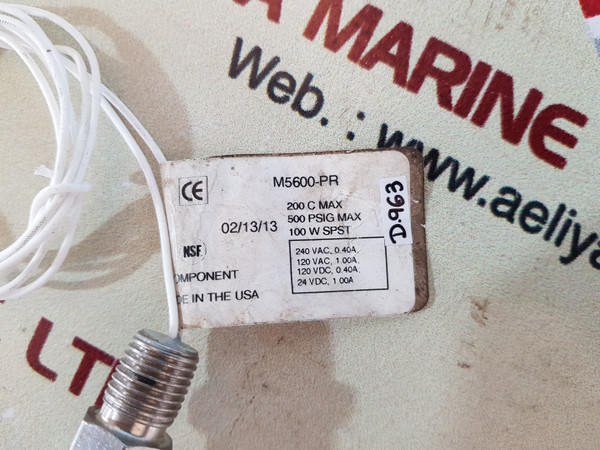 A MARINE
Web. : www.aeliya
LT
CE
M5600-PR
200 C MAX
500 PSIG MAX
100 W SPST
02/13/13
NSF
OMPONENT
DE IN THE USA
240 VAC, 0.40A,
120 VAC, 1.00A,
120 VDC, 0.40A,
24 VDC, 1.00A
D.963